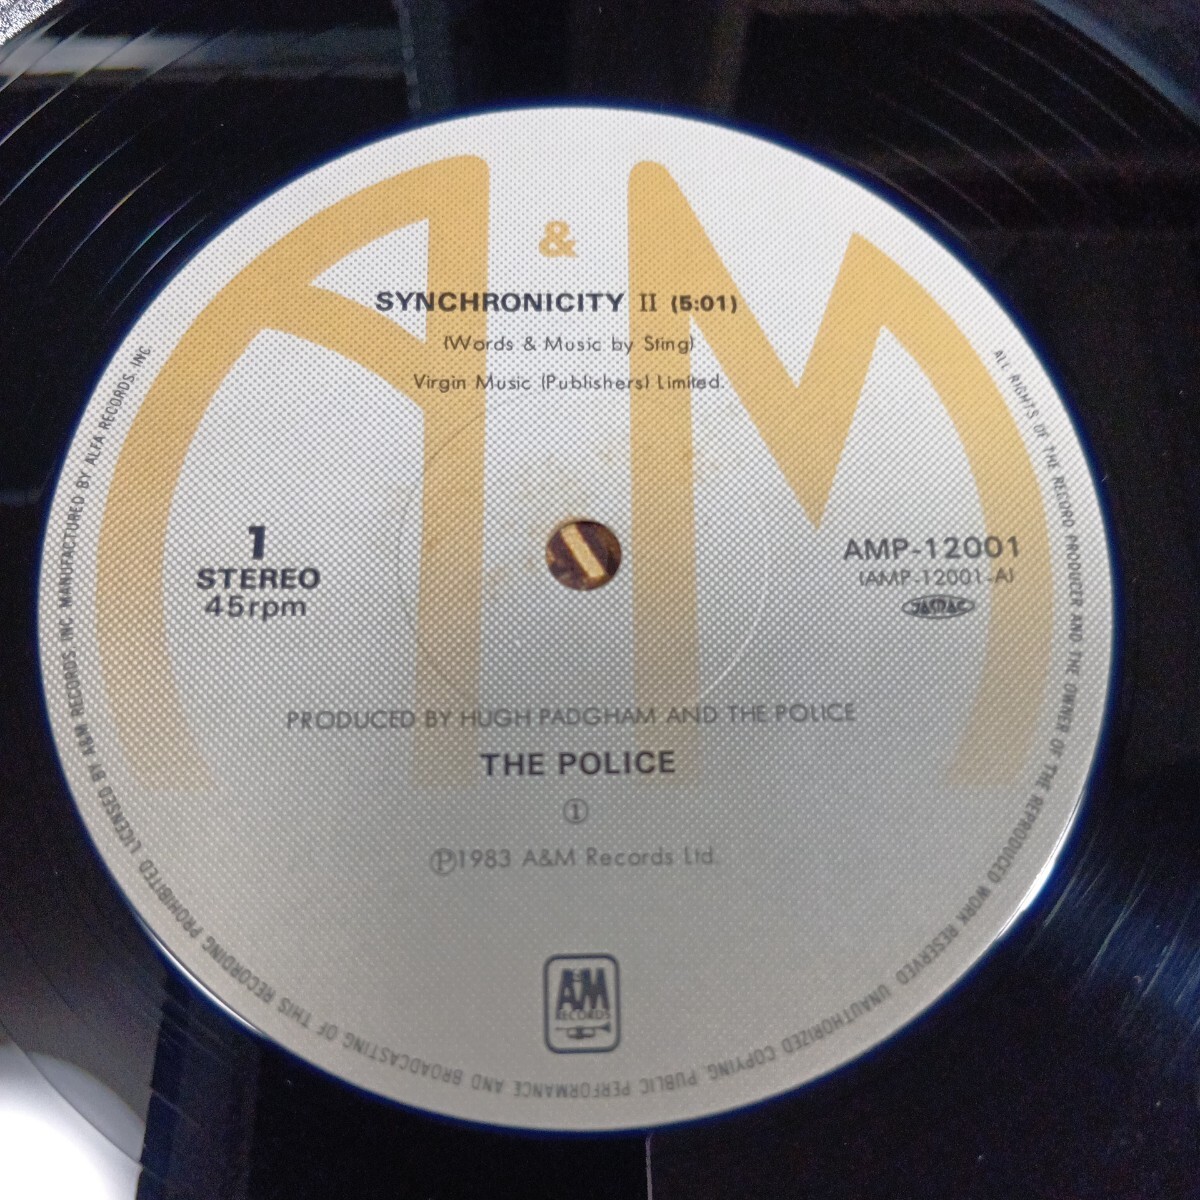 A & M
SYNCHRONICITY II (5:01)
(Words & Music by Sting)
Virgin Music (Publishers) Limited.
1
STEREO
45rpm
AMP-12001
(AMP-12001-A)
JASRAC
PRODUCED BY HUGH PADGHAM AND THE POLICE
THE POLICE
①
Ⓟ1983 A&M Records Ltd.
A&M
RECORDS
ALL RIGHTS OF THE RECORD PRODUCER AND THE OWNER OF THE REPRODUCED WORK RESERVED. UNAUTHORIZED COPYING, PUBLIC PERFORMANCE AND BROADCASTING OF THIS RECORDING PROHIBITED. LICENSED BY A&M RECORDS, INC. MANUFACTURED BY ALFA RECORDS, INC.